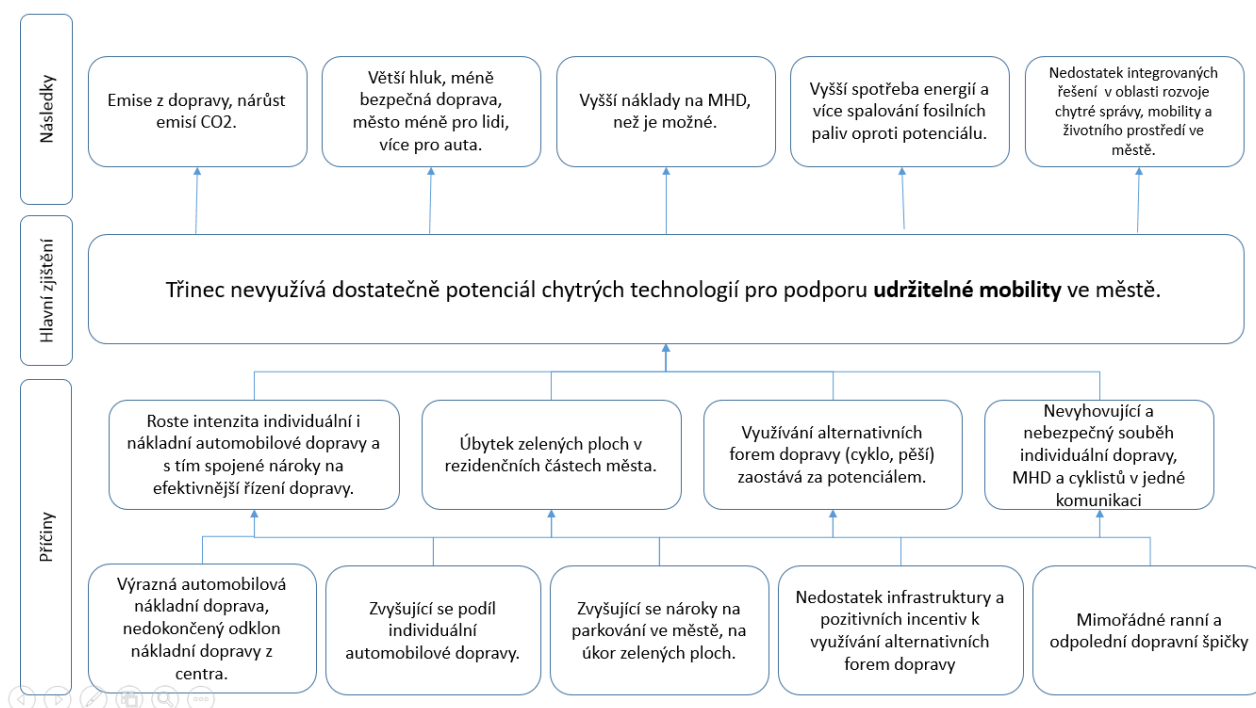 Následky
Emise z dopravy, nárůst
emisí CO2.
Větší hluk, méně
bezpečná doprava,
město méně pro lidi,
více pro auta.
Vyšší náklady na MHD,
než je možné.
Vyšší spotřeba energií a
více spalování fosilních
paliv oproti potenciálu.
Nedostatek integrovaných
řešení v oblasti rozvoje
chytré správy, mobility a
životního prostředí ve
městě.
Hlavní zjištění
Třinec nevyužívá dostatečně potenciál chytrých technologií pro podporu udržitelné mobility ve městě.
Příčiny
Roste intenzita individuální i
nákladní automobilové dopravy a
s tím spojené nároky na
efektivnější řízení dopravy.
Úbytek zelených ploch v
rezidenčních částech města.
Využívání alternativních
forem dopravy (cyklo, pěší)
zaostává za potenciálem.
Nevyhovující a
nebezpečný souběh
individuální dopravy,
MHD a cyklistů v jedné
komunikaci
Výrazná automobilová
nákladní doprava,
nedokončený odklon
nákladní dopravy z
centra.
Zvyšující se podíl
individuální
automobilové dopravy.
Zvyšující se nároky na
parkování ve městě, na
úkor zelených ploch.
Nedostatek infrastruktury a
pozitivních incentiv k
využívání alternativních
forem dopravy
Mimořádné ranní a
odpolední dopravní špičky